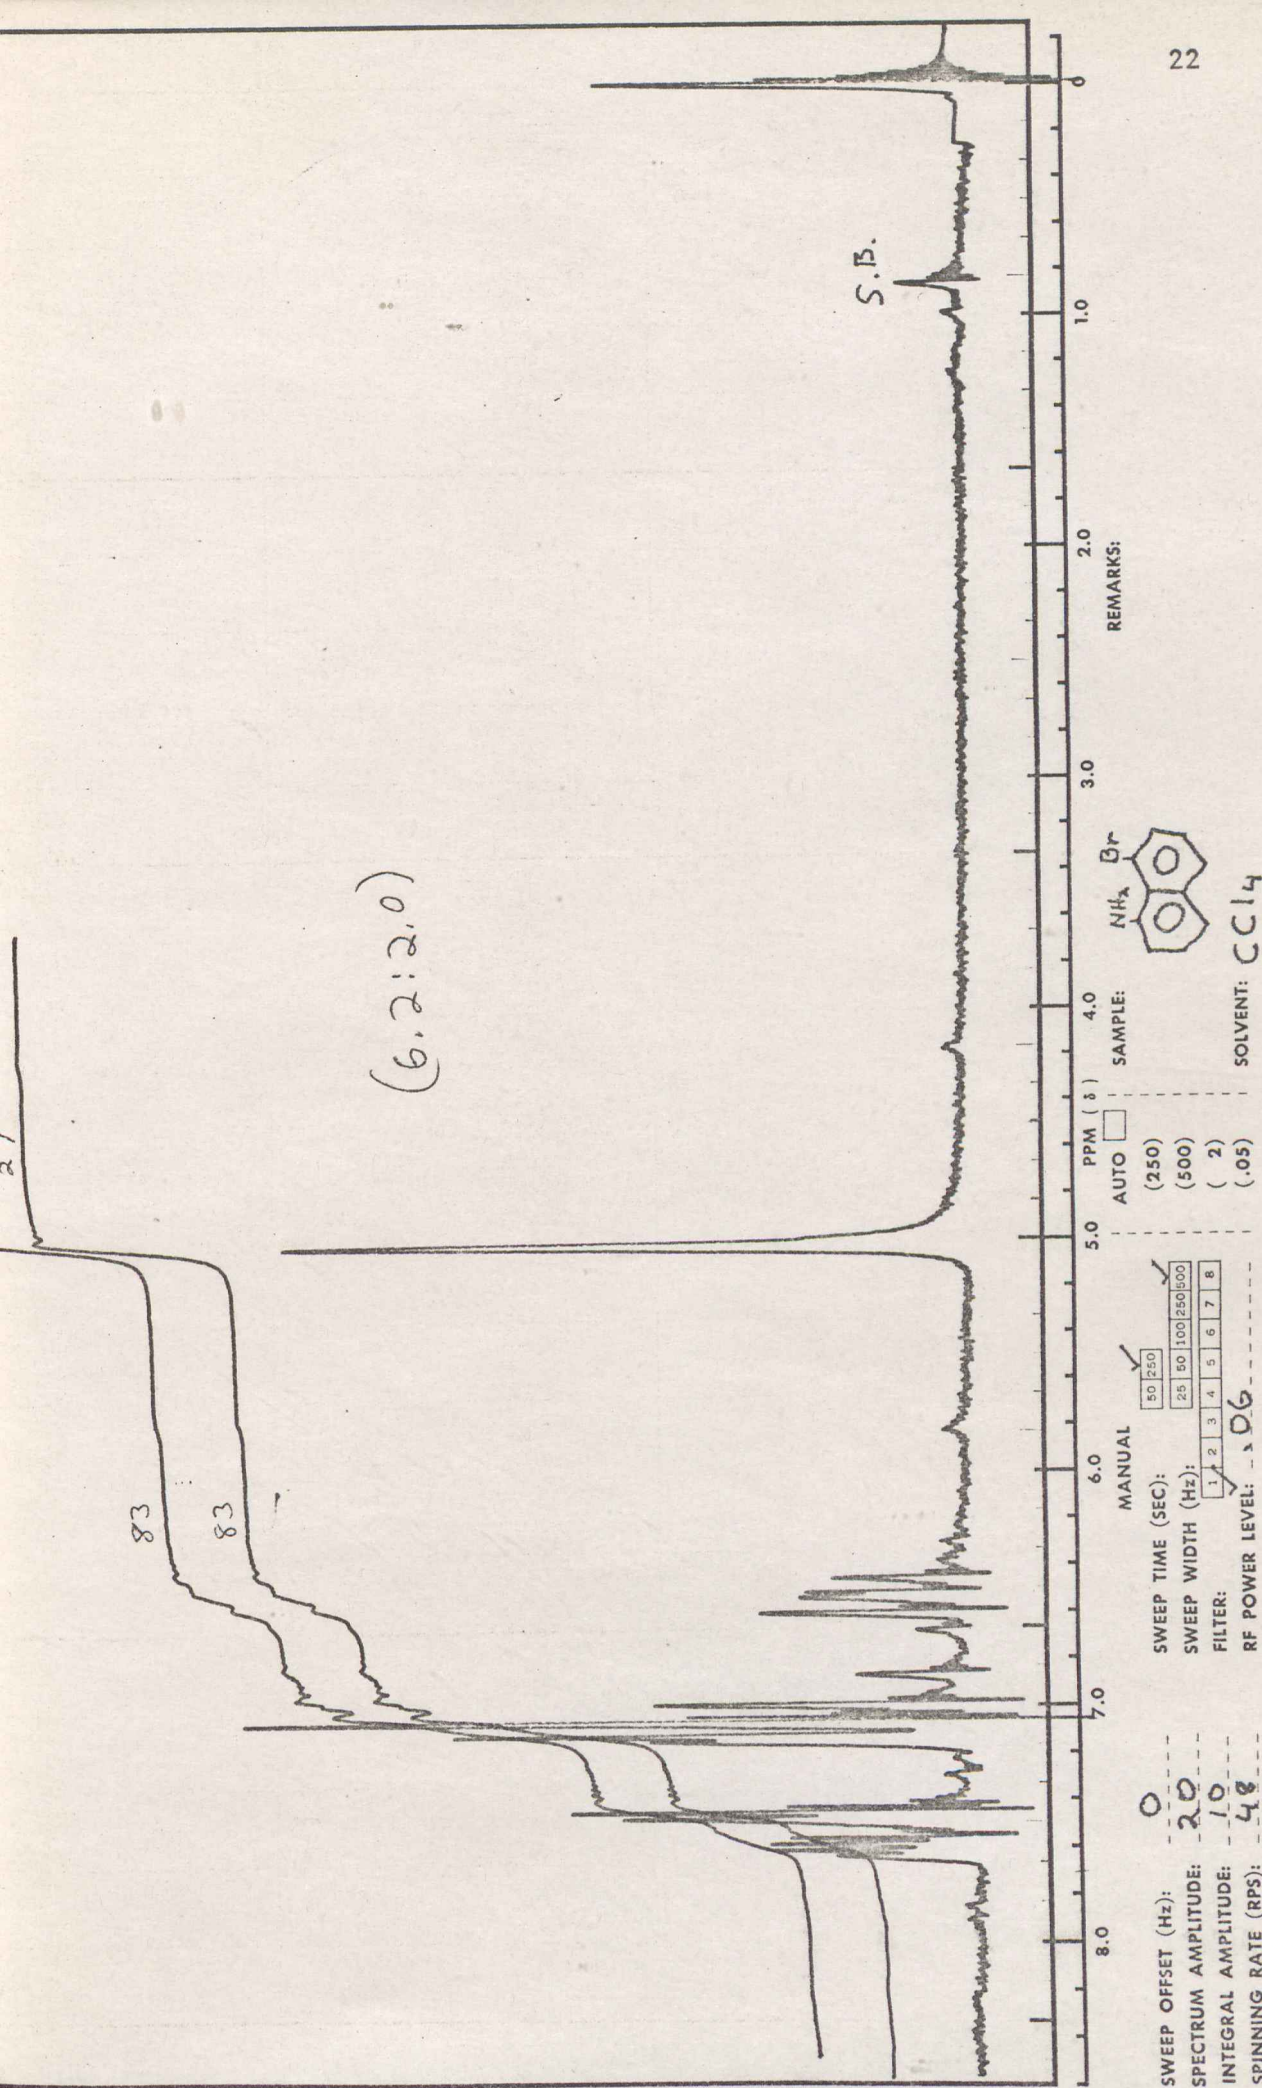 22
83
83
(6.2:2.0)
S.B.
8.0 7.0 6.0 5.0 4.0 3.0 2.0 1.0 0
PPM ( δ )
SWEEP OFFSET (Hz): 0
SPECTRUM AMPLITUDE: 20
INTEGRAL AMPLITUDE: 10
SPINNING RATE (RPS): 48
MANUAL AUTO
SWEEP TIME (SEC): 50 250 (250)
SWEEP WIDTH (Hz): 25 50 100 250 500 (500)
FILTER: 1 2 3 4 5 6 7 8 ( 2)
RF POWER LEVEL: .06 (.05)
SAMPLE: NH₂ Br
SOLVENT: CCl4
REMARKS: